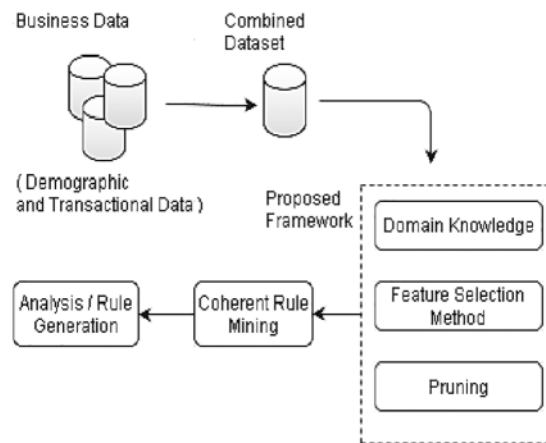 Business Data
Combined
Dataset
( Demographic
and Transactional Data )
Proposed
Framework
Domain Knowledge
Feature Selection
Method
Pruning
Coherent Rule
Mining
Analysis / Rule
Generation